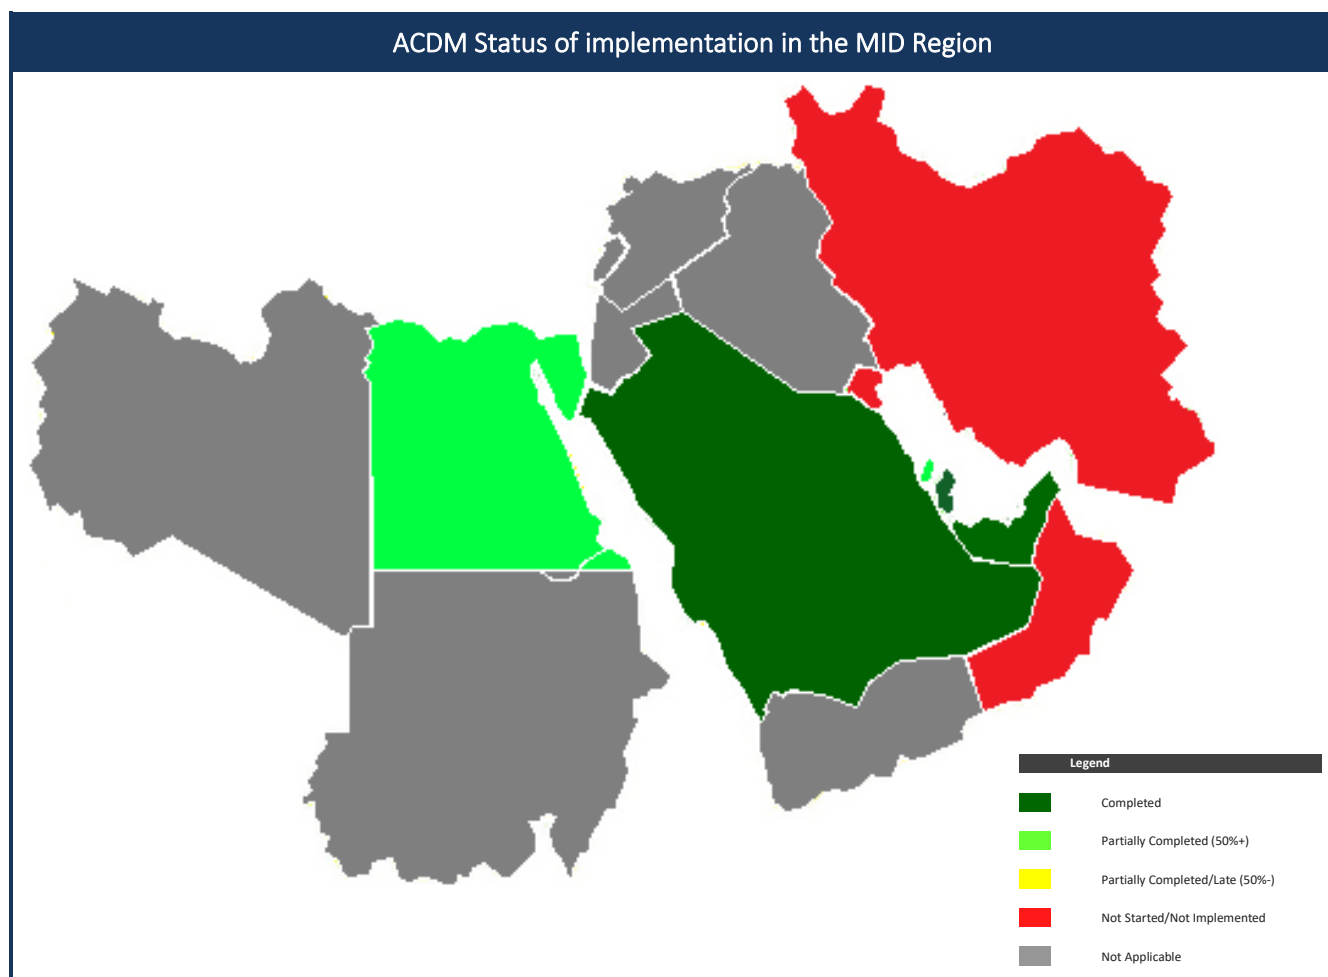 ACDM Status of implementation in the MID Region
Legend
Completed
Partially Completed (50%+)
Partially Completed/Late (50%-)
Not Started/Not Implemented
Not Applicable